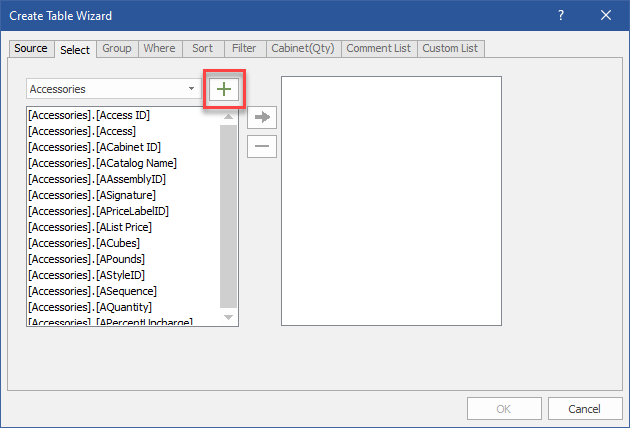 Create Table Wizard ?
Source Select Group Where Sort Filter Cabinet(Qty) Comment List Custom List
Accessories
[Accessories].[Access ID]
[Accessories].[Access]
[Accessories].[ACabinet ID]
[Accessories].[ACatalog Name]
[Accessories].[AAssemblyID]
[Accessories].[ASignature]
[Accessories].[APriceLabelID]
[Accessories].[AList Price]
[Accessories].[ACubes]
[Accessories].[APounds]
[Accessories].[AStyleID]
[Accessories].[ASequence]
[Accessories].[AQuantity]
[Accessories].[APercentUpcharge]
OK Cancel